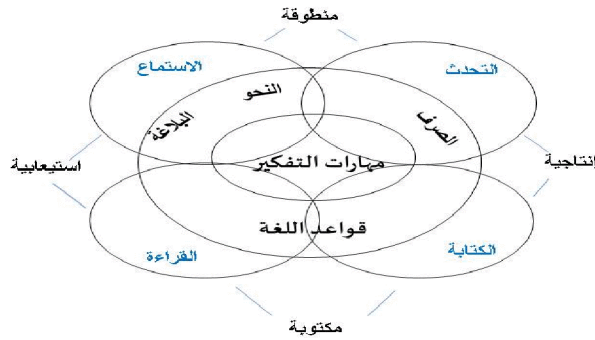 منطوقة
التحدث
الاستماع
النحو
الصرف
البلاغة
مهارات التفكير
إنتاجية
استيعابية
قواعد اللغة
الكتابة
القراءة
مكتوبة